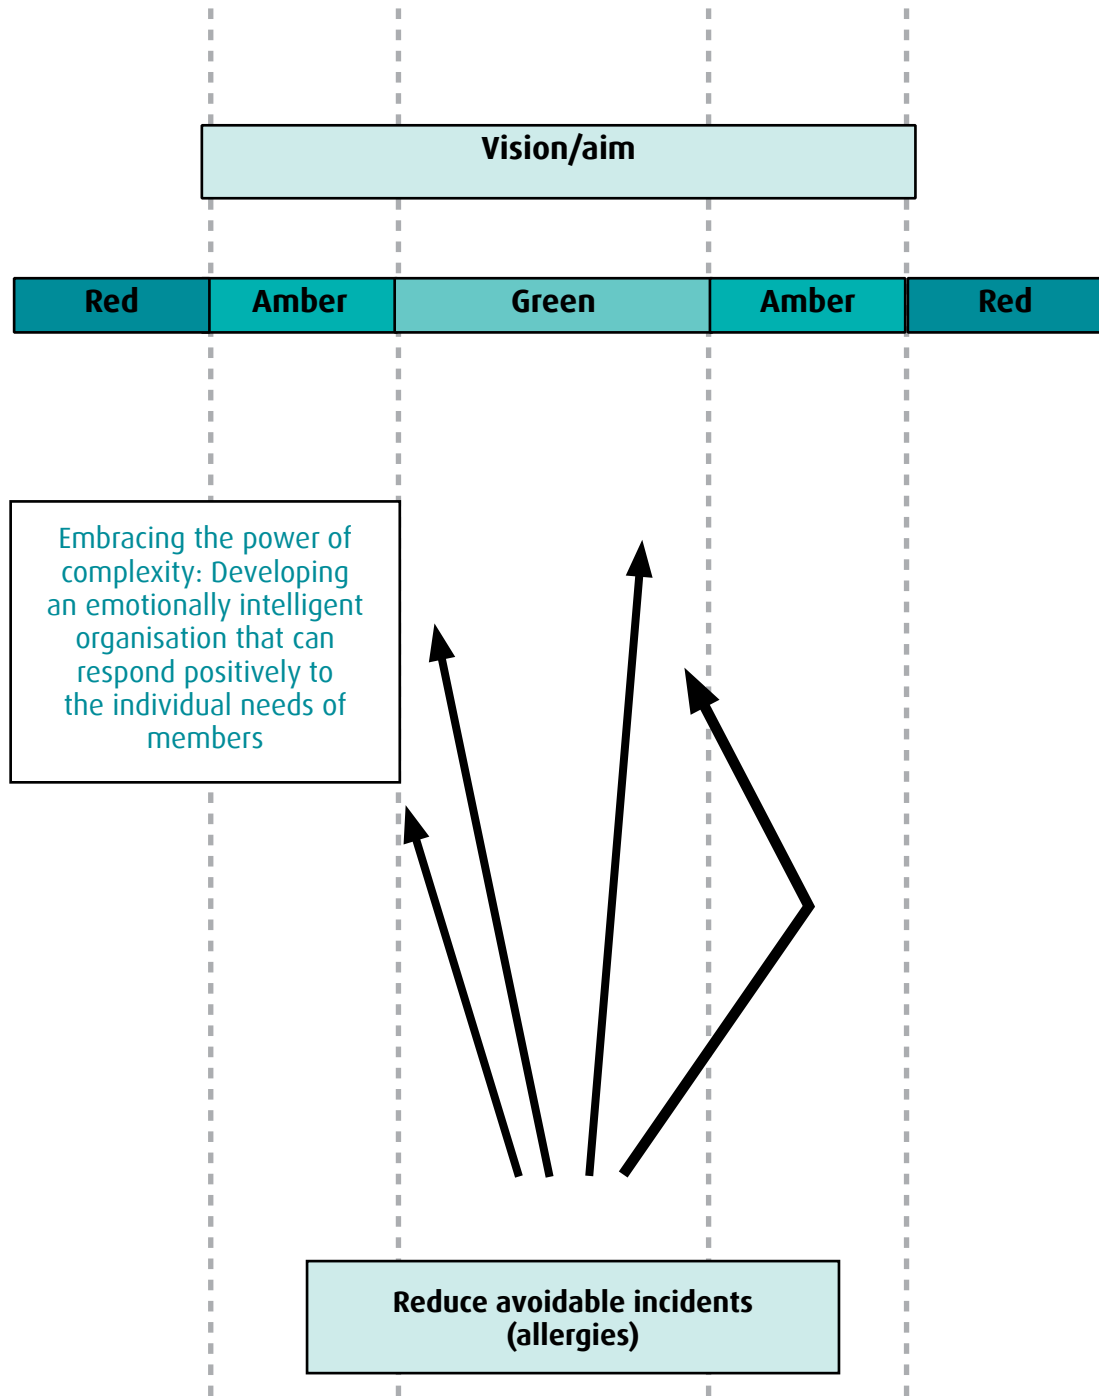 Vision/aim
Red Amber Green Amber Red
Embracing the power of
complexity: Developing
an emotionally intelligent
organisation that can
respond positively to
the individual needs of
members
Reduce avoidable incidents
(allergies)